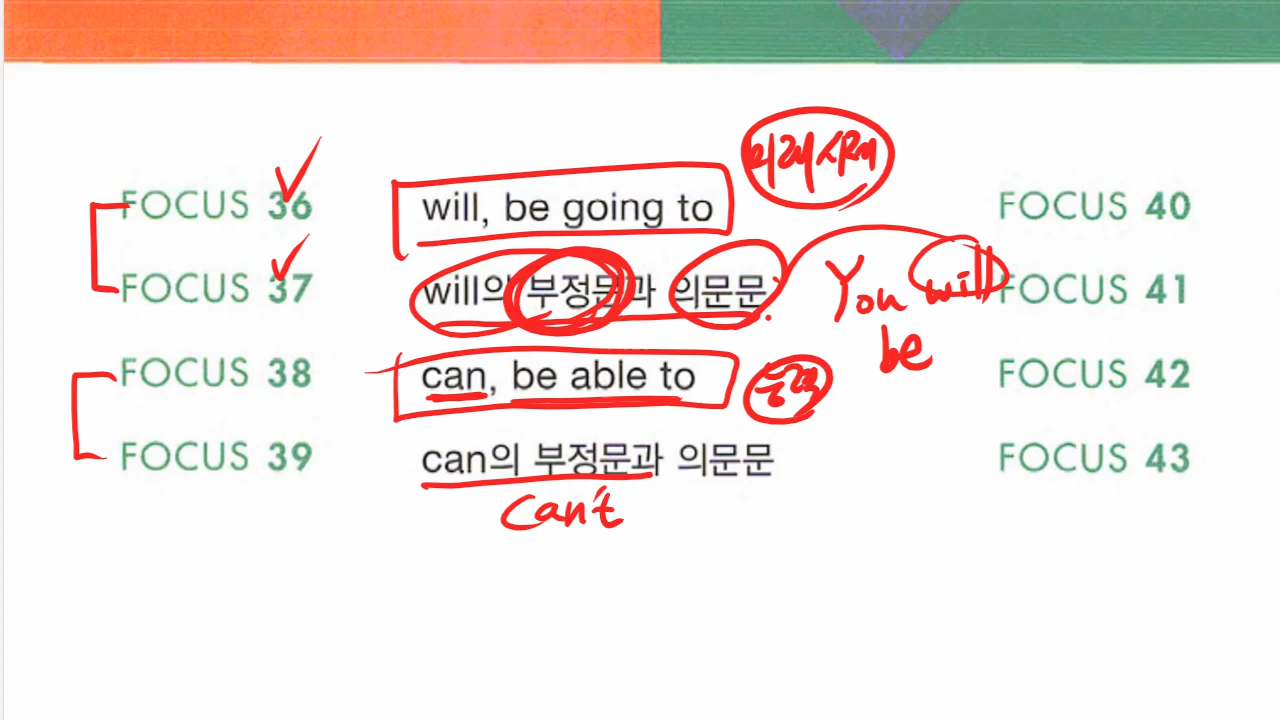 FOCUS 36 will, be going to 미래시제 FOCUS 40
FOCUS 37 will의 부정문과 의문문 You will FOCUS 41
be
FOCUS 38 can, be able to 능력 FOCUS 42
FOCUS 39 can의 부정문과 의문문 FOCUS 43
can't